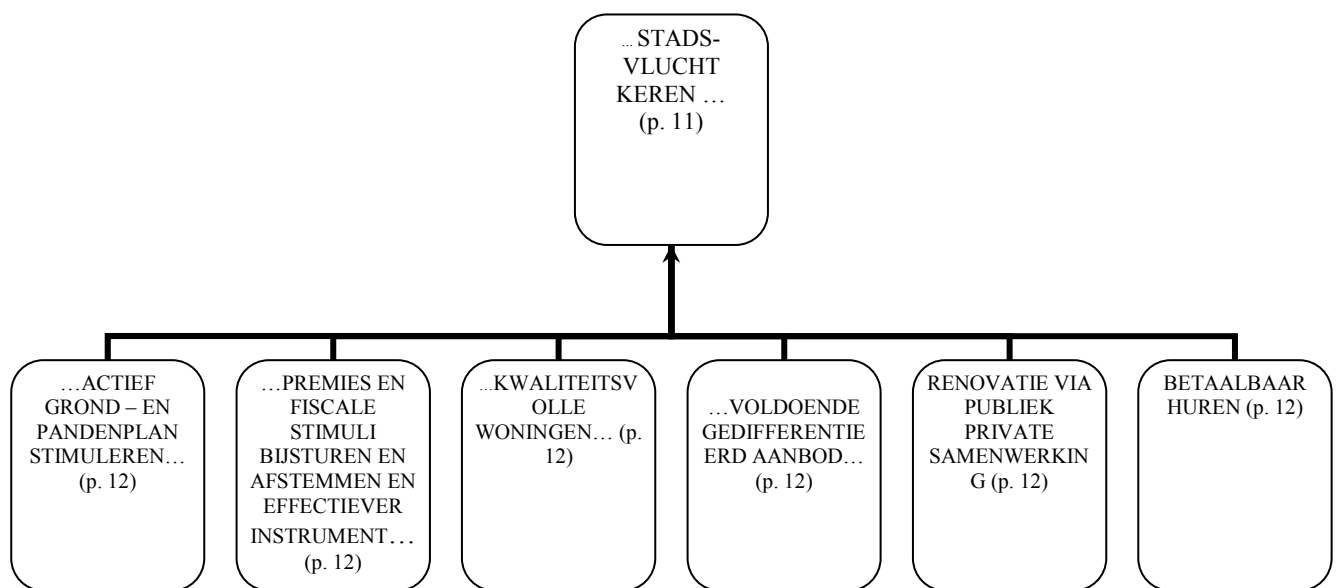 ... STADS-
VLUCHT
KEREN …
(p. 11)
…ACTIEF
GROND – EN
PANDENPLAN
STIMULEREN…
(p. 12)
…PREMIES EN
FISCALE
STIMULI
BIJSTUREN EN
AFSTEMMEN EN
EFFECTIEVER
INSTRUMENT…
(p. 12)
...KWALITEITSV
OLLE
WONINGEN… (p.
12)
…VOLDOENDE
GEDIFFERENTIE
ERD AANBOD…
(p. 12)
RENOVATIE VIA
PUBLIEK
PRIVATE
SAMENWERKIN
G (p. 12)
BETAALBAAR
HUREN (p. 12)